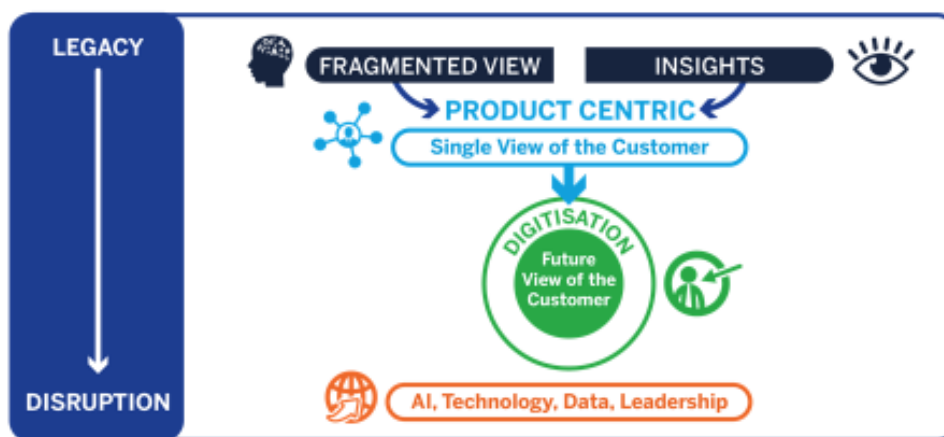 LEGACY
FRAGMENTED VIEW
INSIGHTS
PRODUCT CENTRIC
Single View of the Customer
DIGITISATION
Future
View of the
Customer
DISRUPTION
AI, Technology, Data, Leadership